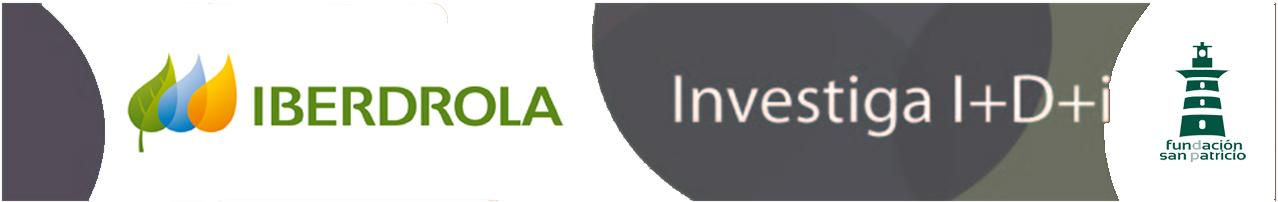 IBERDROLA
Investiga I+D+i
fundación
san patricio